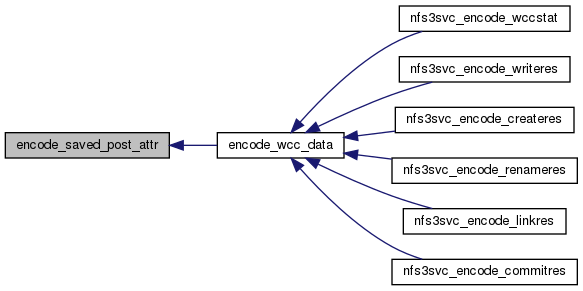 encode_saved_post_attr
encode_wcc_data
nfs3svc_encode_wccstat
nfs3svc_encode_writeres
nfs3svc_encode_createres
nfs3svc_encode_renameres
nfs3svc_encode_linkres
nfs3svc_encode_commitres